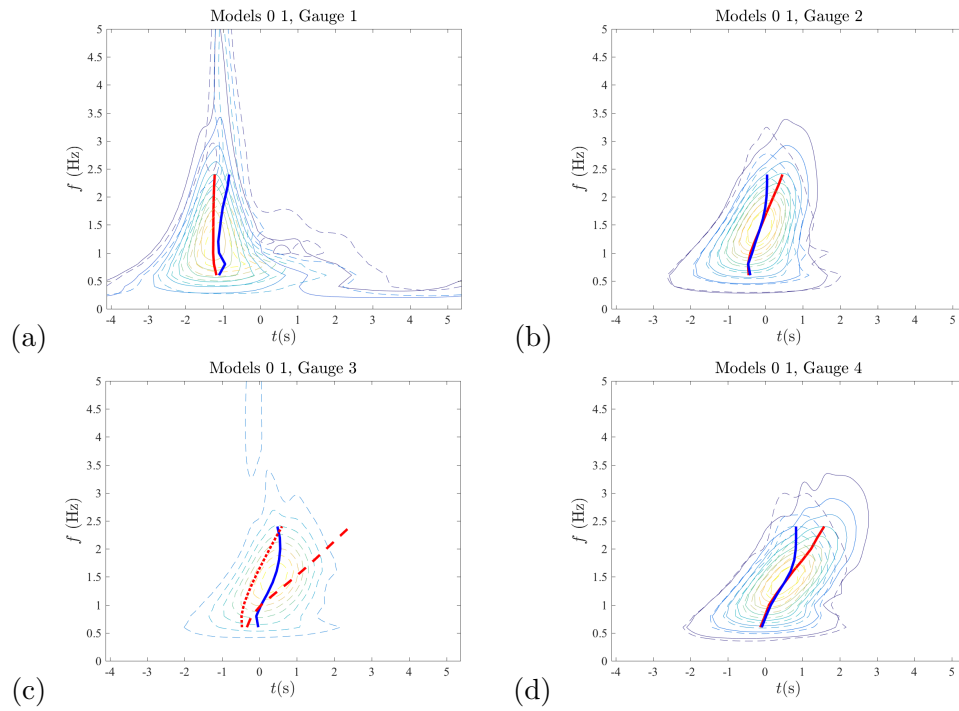 Models 0 1, Gauge 1
5
4.5
4
3.5
3
2.5
2
1.5
1
0.5
0
f (Hz)
-4 -3 -2 -1 0 1 2 3 4 5
t(s)
(a)
Models 0 1, Gauge 2
5
4.5
4
3.5
3
2.5
2
1.5
1
0.5
0
f (Hz)
-4 -3 -2 -1 0 1 2 3 4 5
t(s)
(b)
Models 0 1, Gauge 3
5
4.5
4
3.5
3
2.5
2
1.5
1
0.5
0
f (Hz)
-4 -3 -2 -1 0 1 2 3 4 5
t(s)
(c)
Models 0 1, Gauge 4
5
4.5
4
3.5
3
2.5
2
1.5
1
0.5
0
f (Hz)
-4 -3 -2 -1 0 1 2 3 4 5
t(s)
(d)